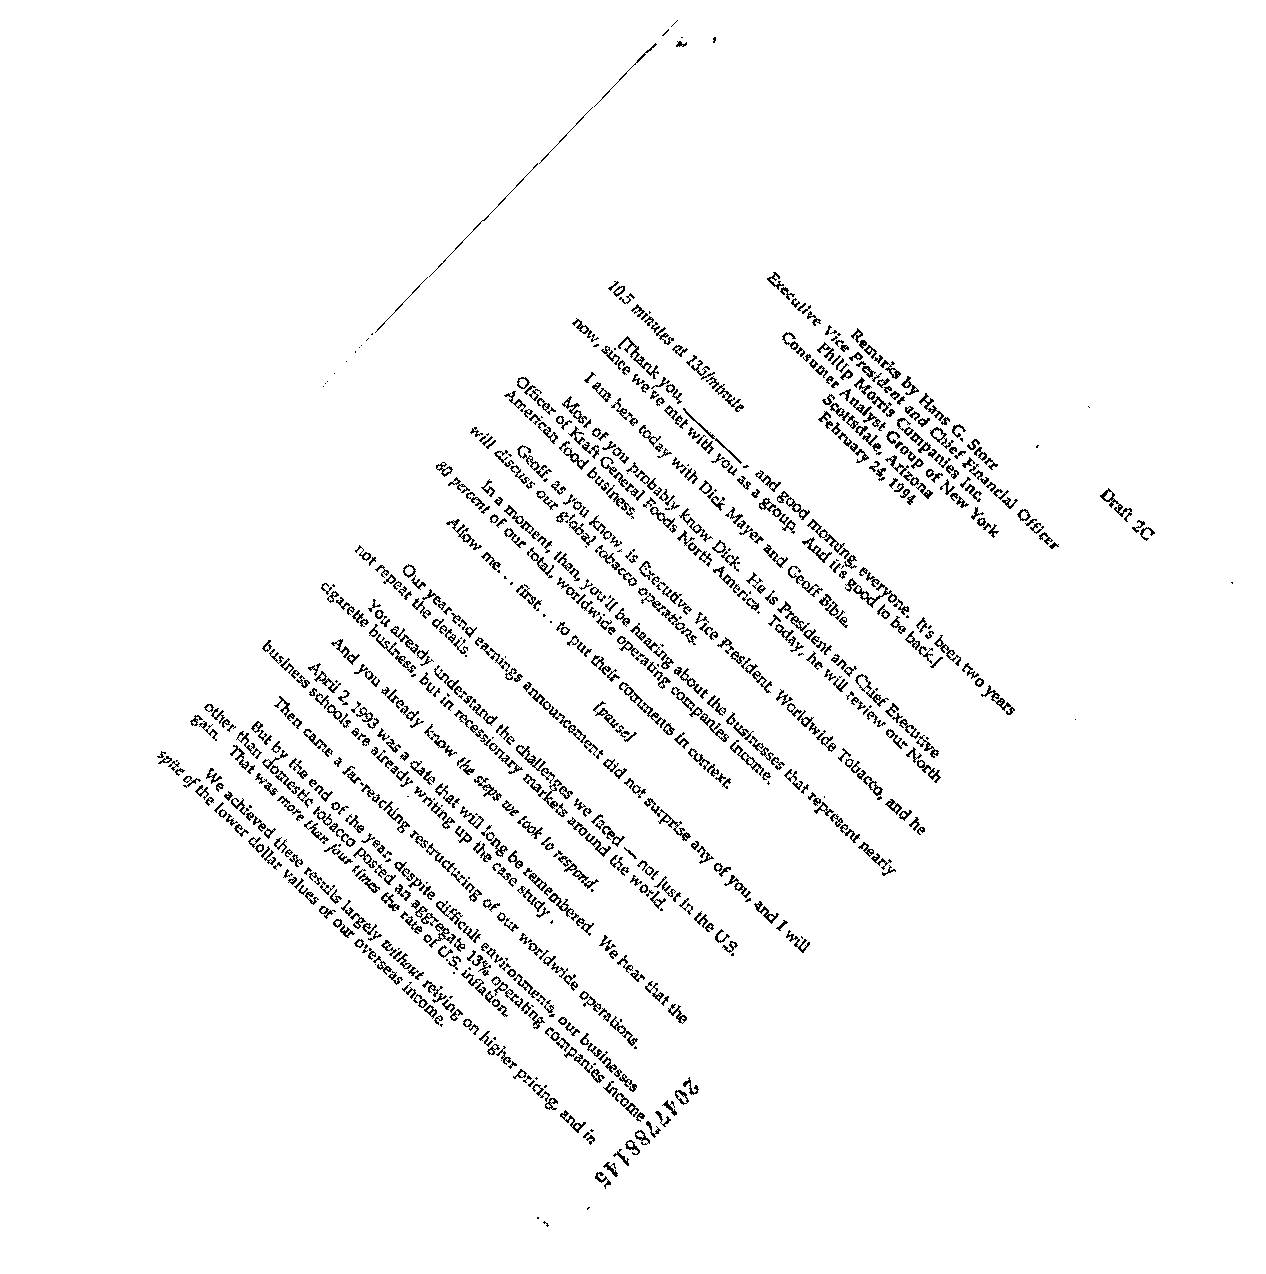 Draft 2C
Remarks by Hans G. Storr
Executive Vice President and Chief Financial Officer
Philip Morris Companies Inc.
Consumer Analyst Group of New York
Scottsdale, Arizona
February 24, 1994
10.5 minutes at 135/minute
[Thank you, __________, and good morning, everyone. It's been two years
now, since we've met with you as a group. And it's good to be back.]
I am here today with Dick Mayer and Geoff Bible.
Most of you probably know Dick. He is President and Chief Executive
Officer of Kraft General Foods North America. Today, he will review our North
American food business.
Geoff, as you know, is Executive Vice President, Worldwide Tobacco, and he
will discuss our global tobacco operations.
In a moment, than, you'll be hearing about the businesses that represent nearly
80 percent of our total, worldwide operating companies income.
Allow me. . . first. . . to put their comments in context.
[pause]
Our year-end earnings announcement did not surprise any of you, and I will
not repeat the details.
You already understand the challenges we faced — not just in the U.S.
cigarette business, but in recessionary markets around the world.
And you already know the steps we took to respond.
April 2, 1993 was a date that will long be remembered. We hear that the
business schools are already writing up the case study .
Then came a far-reaching restructuring of our worldwide operations.
But by the end of the year, despite difficult environments, our businesses
other than domestic tobacco posted an aggregate 13% operating companies income
gain. That was more than four times the rate of U.S. inflation.
We achieved these results largely without relying on higher pricing, and in
spite of the lower dollar values of our overseas income.
2047788145